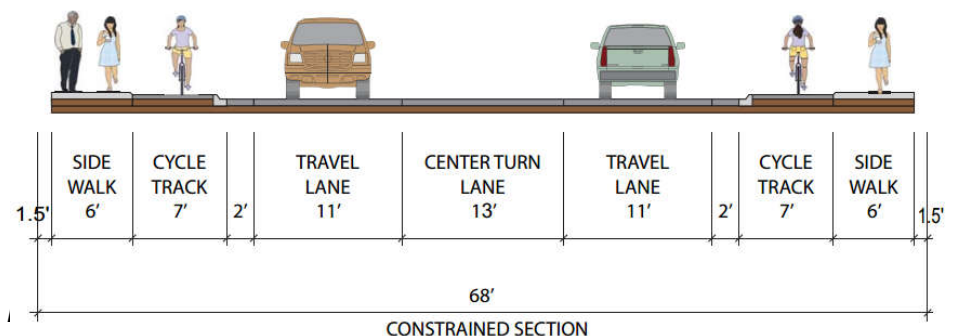 SIDE WALK 6′
CYCLE TRACK 7′
TRAVEL LANE 11′
CENTER TURN LANE 13′
TRAVEL LANE 11′
CYCLE TRACK 7′
SIDE WALK 6′
1.5'
2′
2′
1.5'
68′
CONSTRAINED SECTION